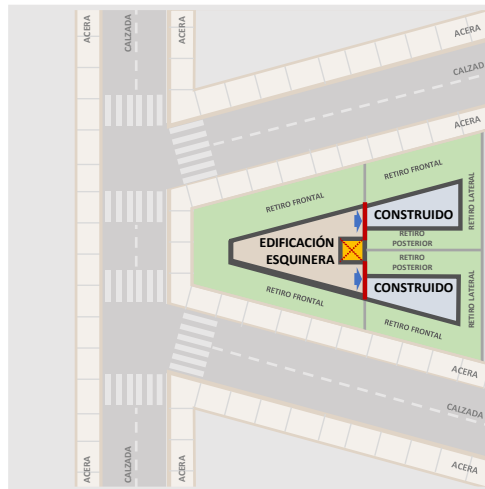 ACERA
CALZADA
ACERA
ACERA
CALZAD
ACERA
RETIRO FRONTAL
RETIRO FRONTAL
RETIRO LATERAL
CONSTRUIDO
EDIFICACIÓN
ESQUINERA
RETIRO
POSTERIOR
RETIRO
POSTERIOR
CONSTRUIDO
RETIRO LATERAL
RETIRO FRONTAL
RETIRO FRONTAL
ACERA
CALZADA
ACERA
ACERA
CALZADA
ACERA